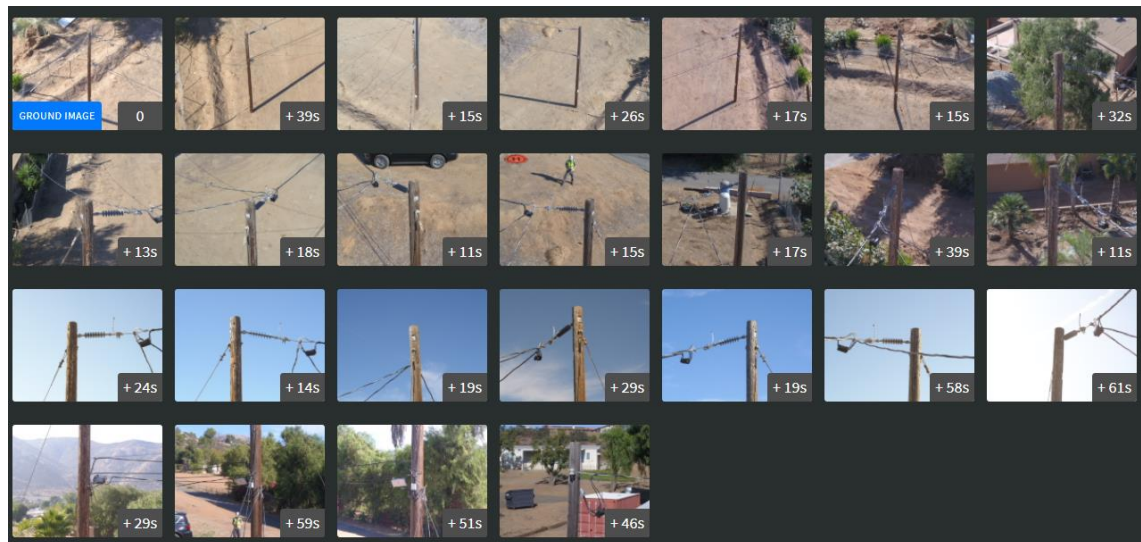 GROUND IMAGE 0 + 39s + 15s + 26s + 17s + 15s + 32s
+ 13s + 18s + 11s + 15s + 17s + 39s + 11s
+ 24s + 14s + 19s + 29s + 19s + 58s + 61s
+ 29s + 59s + 51s + 46s